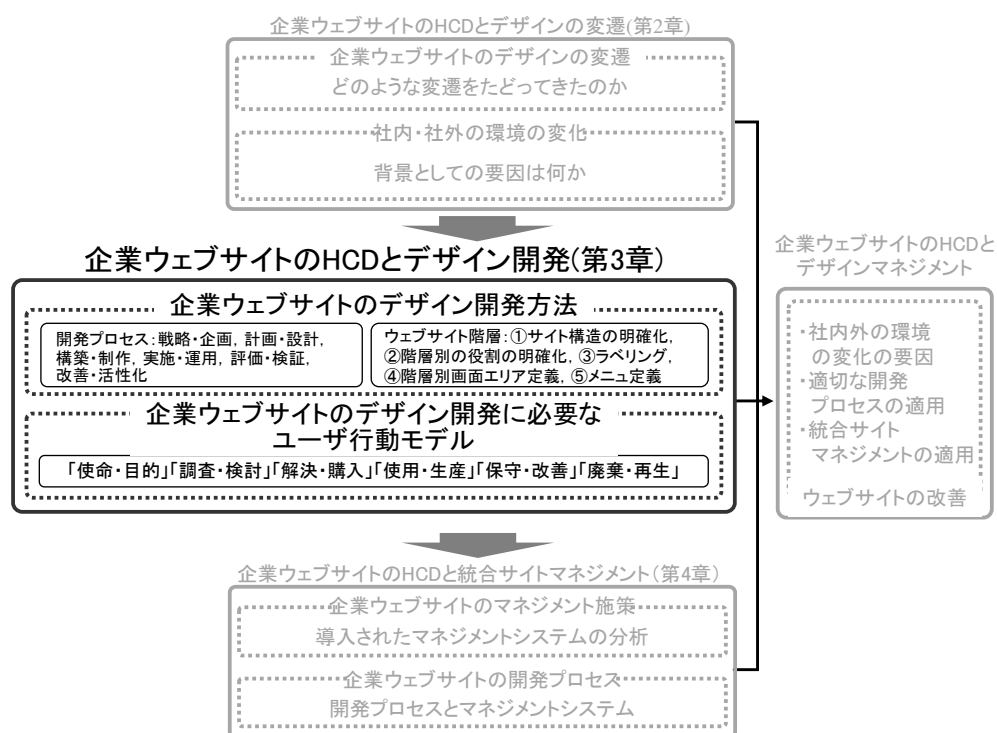 企業ウェブサイトのHCDとデザインの変遷(第2章)
企業ウェブサイトのデザインの変遷
どのような変遷をたどってきたのか
社内・社外の環境の変化
背景としての要因は何か
企業ウェブサイトのHCDとデザイン開発(第3章)
企業ウェブサイトのデザイン開発方法
開発プロセス:戦略・企画, 計画・設計,
構築・制作, 実施・運用, 評価・検証,
改善・活性化
ウェブサイト階層:①サイト構造の明確化,
②階層別の役割の明確化, ③ラベリング,
④階層別画面エリア定義, ⑤メニュ定義
企業ウェブサイトのデザイン開発に必要な
ユーザ行動モデル
「使命・目的」「調査・検討」「解決・購入」「使用・生産」「保守・改善」「廃棄・再生」
企業ウェブサイトのHCDと
デザインマネジメント
・社内外の環境
の変化の要因
・適切な開発
プロセスの適用
・統合サイト
マネジメントの適用
ウェブサイトの改善
企業ウェブサイトのHCDと統合サイトマネジメント(第4章)
企業ウェブサイトのマネジメント施策
導入されたマネジメントシステムの分析
企業ウェブサイトの開発プロセス
開発プロセスとマネジメントシステム